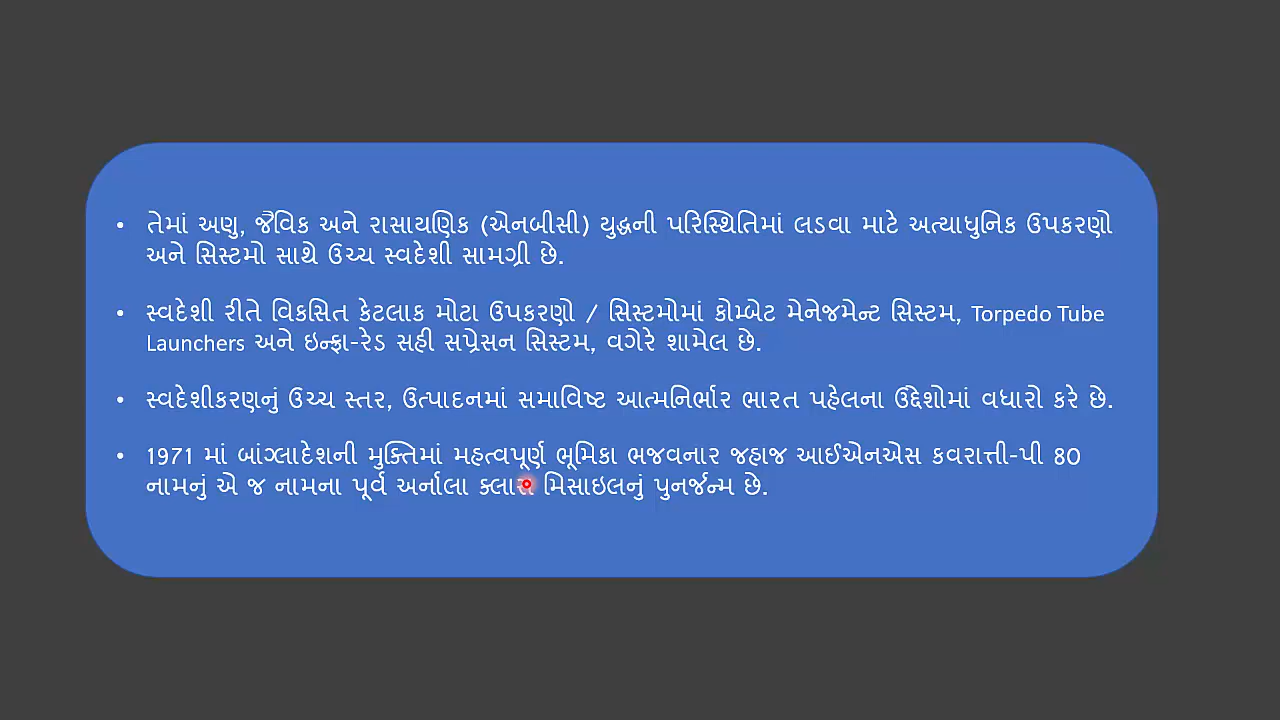 • તેમાં અણુ, જૈવિક અને રાસાયણિક (એનબીસી) યુદ્ધની પરિસ્થિતિમાં લડવા માટે અત્યાધુનિક ઉપકરણો
અને સિસ્ટમો સાથે ઉચ્ચ સ્વદેશી સામગ્રી છે.
• સ્વદેશી રીતે વિકસિત કેટલાક મોટા ઉપકરણો / સિસ્ટમોમાં કોમ્બેટ મેનેજમેન્ટ સિસ્ટમ, Torpedo Tube
Launchers અને ઇન્ફ્રા-રેડ સહી સપ્રેસન સિસ્ટમ, વગેરે શામેલ છે.
• સ્વદેશીકરણનું ઉચ્ચ સ્તર, ઉત્પાદનમાં સમાવિષ્ટ આત્મનિર્ભાર ભારત પહેલના ઉદ્દેશોમાં વધારો કરે છે.
• 1971 માં બાંગ્લાદેશની મુક્તિમાં મહત્વપૂર્ણ ભૂમિકા ભજવનાર જહાજ આઈએનએસ કવરાત્તી-પી 80
નામનું એ જ નામના પૂર્વ અર્નાલા ક્લાસ મિસાઇલનું પુનર્જન્મ છે.